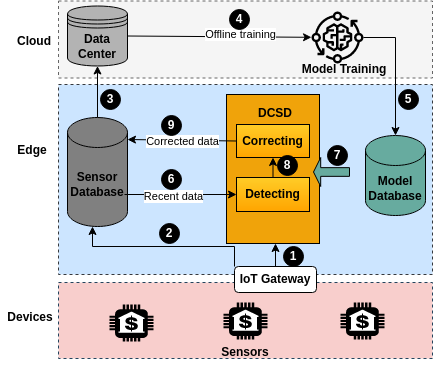 Cloud
Data
Center
4
Offline training
Model Training
3
5
Edge
DCSD
9
Corrected data
Correcting
7
8
Sensor
Database
6
Recent data
Detecting
Model
Database
2
1
IoT Gateway
Devices
$
$
$
Sensors